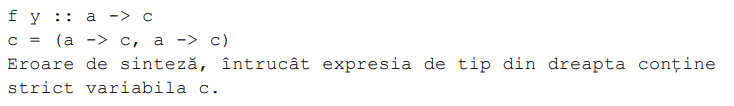 f y :: a -> c
c = (a -> c, a -> c)
Eroare de sinteză, întrucât expresia de tip din dreapta conține
strict variabila c.